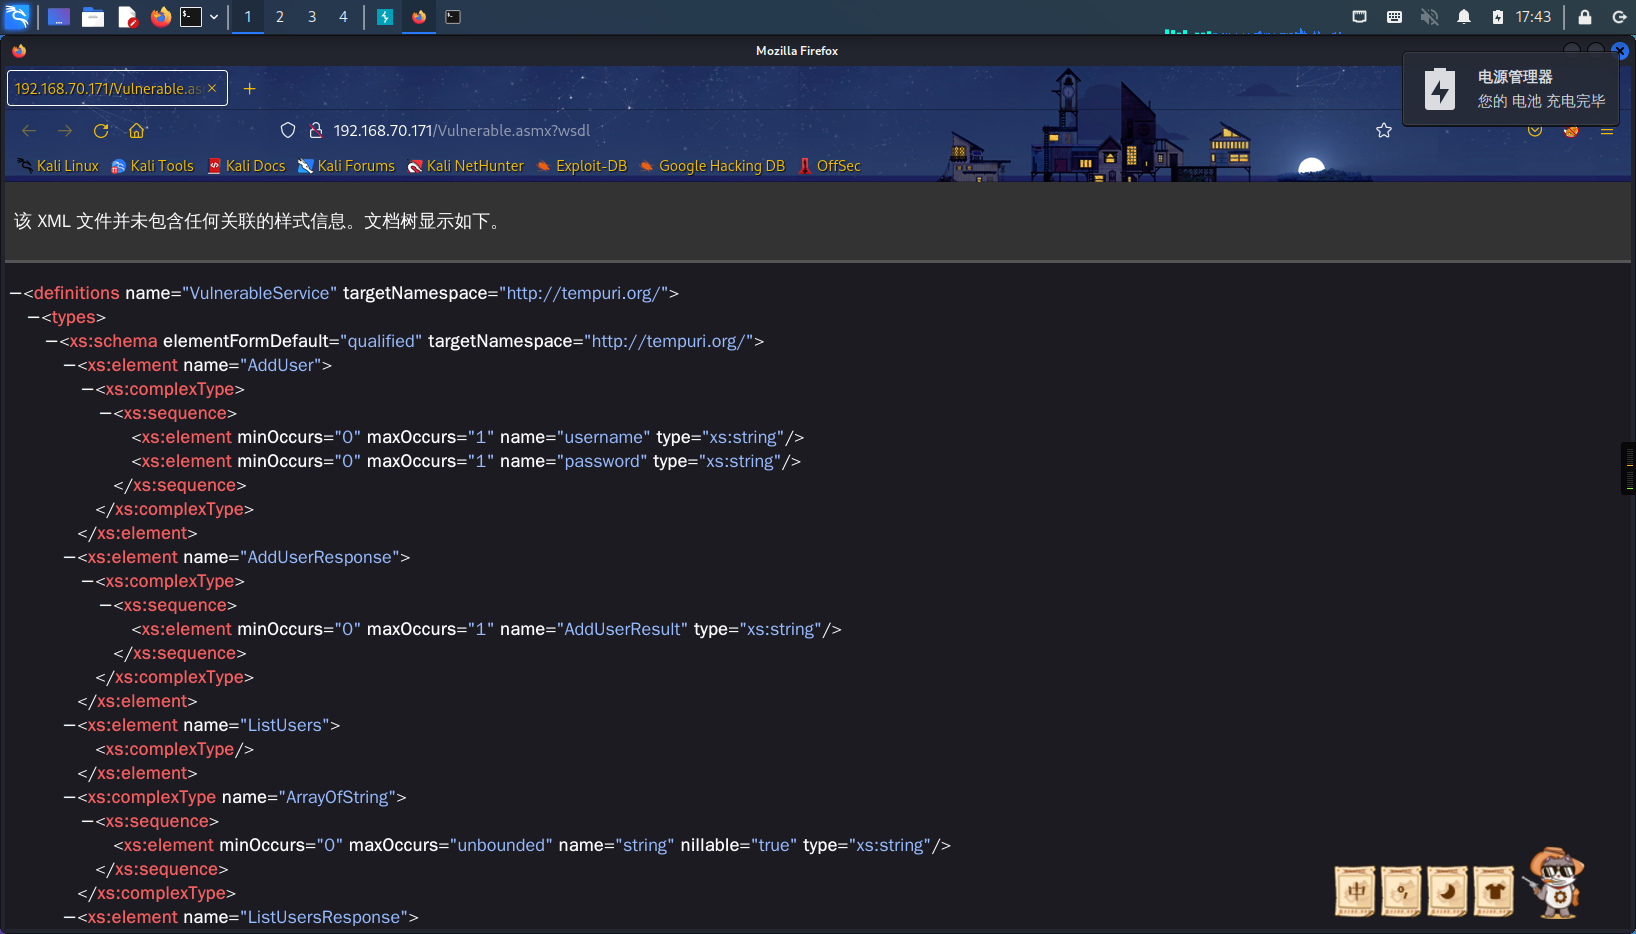 1 2 3 4 17:43
Mozilla Firefox
192.168.70.171/Vulnerable.as
电源管理器
您的 电池 充电完毕
192.168.70.171/Vulnerable.asmx?wsdl
Kali Linux Kali Tools Kali Docs Kali Forums Kali NetHunter Exploit-DB Google Hacking DB OffSec
该 XML 文件并未包含任何关联的样式信息。文档树显示如下。
−<definitions name="VulnerableService" targetNamespace="http://tempuri.org/">
−<types>
−<xs:schema elementFormDefault="qualified" targetNamespace="http://tempuri.org/">
−<xs:element name="AddUser">
−<xs:complexType>
−<xs:sequence>
<xs:element minOccurs="0" maxOccurs="1" name="username" type="xs:string"/>
<xs:element minOccurs="0" maxOccurs="1" name="password" type="xs:string"/>
</xs:sequence>
</xs:complexType>
</xs:element>
−<xs:element name="AddUserResponse">
−<xs:complexType>
−<xs:sequence>
<xs:element minOccurs="0" maxOccurs="1" name="AddUserResult" type="xs:string"/>
</xs:sequence>
</xs:complexType>
</xs:element>
−<xs:element name="ListUsers">
<xs:complexType/>
</xs:element>
−<xs:complexType name="ArrayOfString">
−<xs:sequence>
<xs:element minOccurs="0" maxOccurs="unbounded" name="string" nillable="true" type="xs:string"/>
</xs:sequence>
</xs:complexType>
−<xs:element name="ListUsersResponse">
中